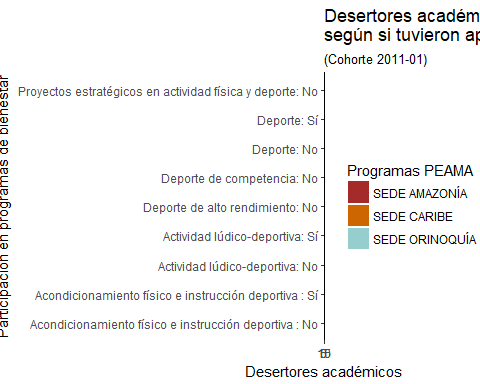 Desertores académ
según si tuvieron ap
(Cohorte 2011-01)
Participación en programas de bienestar
Proyectos estratégicos en actividad física y deporte: No
Deporte: Sí
Deporte: No
Deporte de competencia: No
Deporte de alto rendimiento: No
Actividad lúdico-deportiva: Sí
Actividad lúdico-deportiva: No
Acondicionamiento físico e instrucción deportiva : Sí
Acondicionamiento físico e instrucción deportiva : No
Programas PEAMA
SEDE AMAZONÍA
SEDE CARIBE
SEDE ORINOQUÍA
Desertores académicos